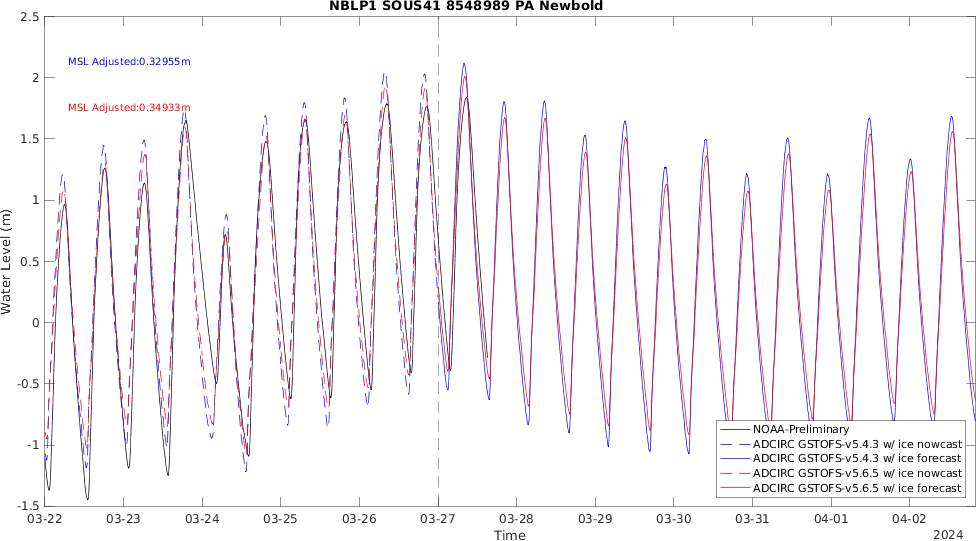 NBLP1 SOUS41 8548989 PA Newbold
2.5
2
1.5
1
0.5
0
-0.5
-1
-1.5
Water Level (m)
MSL Adjusted:0.32955m
MSL Adjusted:0.34933m
NOAA-Preliminary
ADCIRC GSTOFS-v5.4.3 w/ ice nowcast
ADCIRC GSTOFS-v5.4.3 w/ ice forecast
ADCIRC GSTOFS-v5.6.5 w/ ice nowcast
ADCIRC GSTOFS-v5.6.5 w/ ice forecast
03-22 03-23 03-24 03-25 03-26 03-27 03-28 03-29 03-30 03-31 04-01 04-02
Time
2024